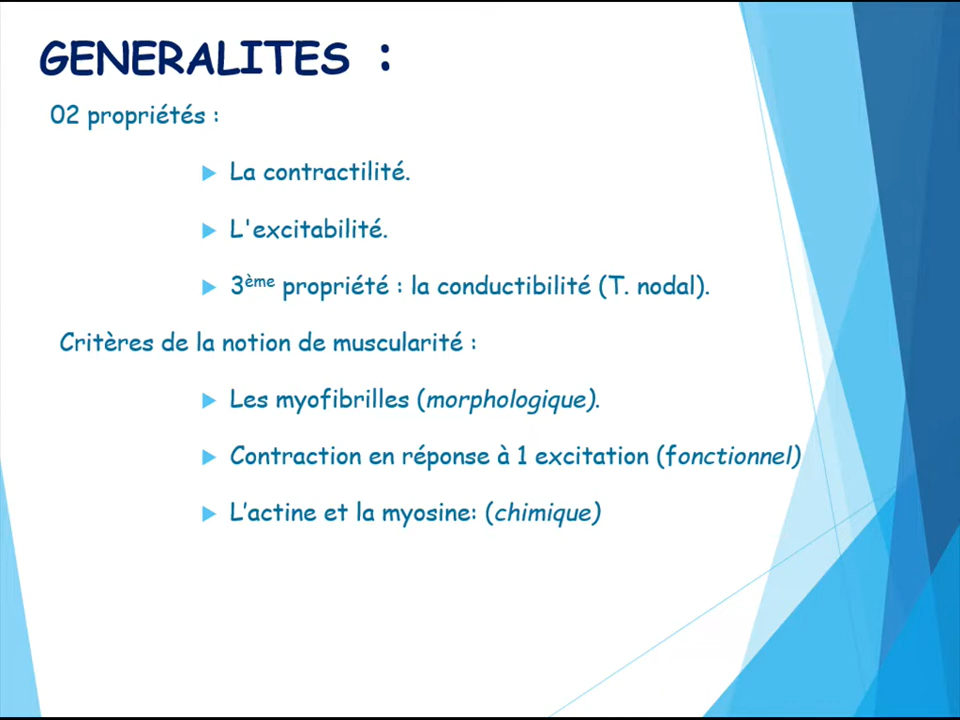 GENERALITES :
02 propriétés :
La contractilité.
L'excitabilité.
3ème propriété : la conductibilité (T. nodal).
Critères de la notion de muscularité :
Les myofibrilles (morphologique).
Contraction en réponse à 1 excitation (fonctionnel)
L’actine et la myosine: (chimique)